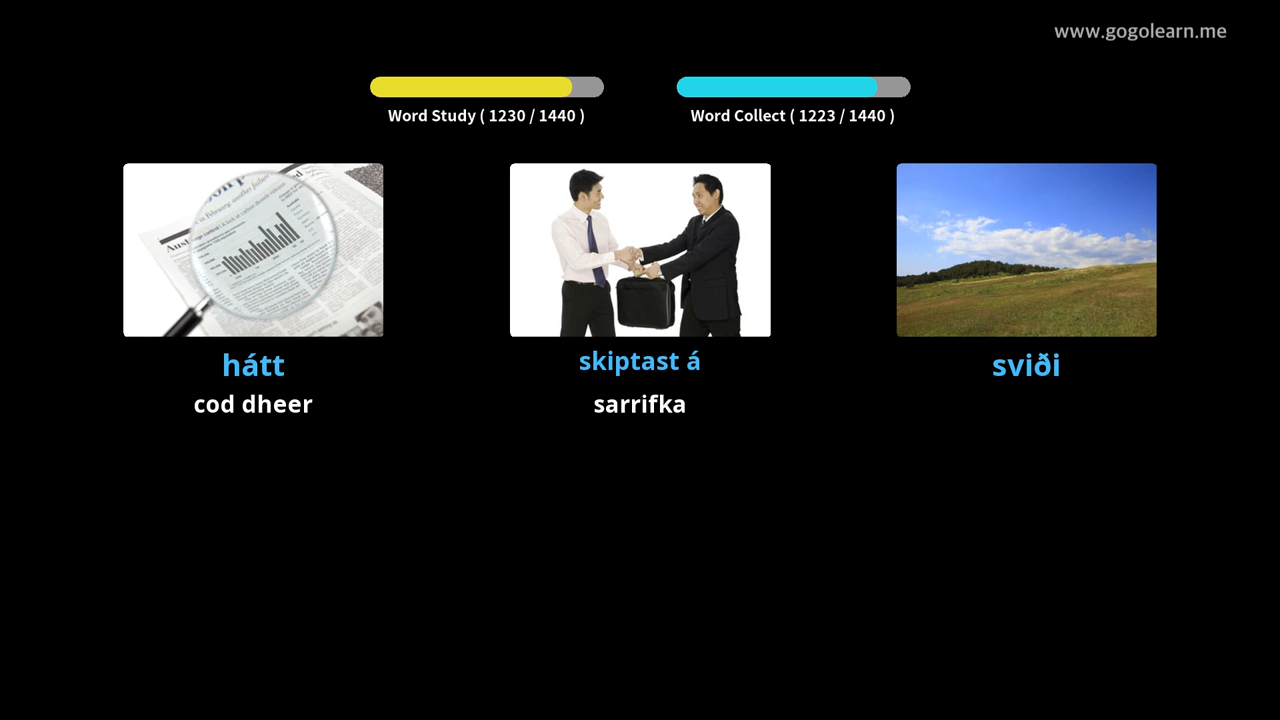 www.gogolearn.me
Word Study ( 1230 / 1440 )
Word Collect ( 1223 / 1440 )
hátt
cod dheer
skiptast á
sarrifka
sviði